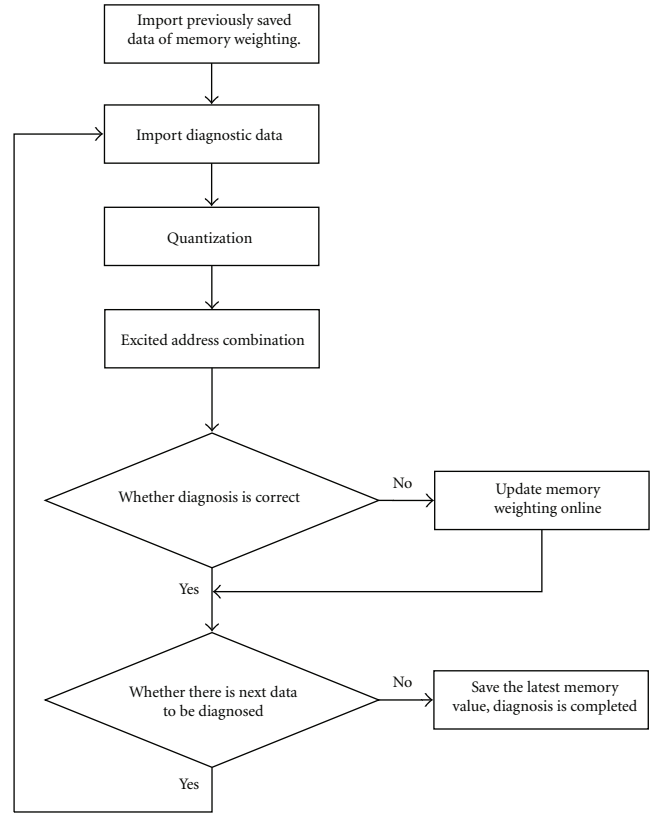 Import previously saved
data of memory weighting.
Import diagnostic data
Quantization
Excited address combination
Whether diagnosis is correct
No
Update memory
weighting online
Yes
Whether there is next data
to be diagnosed
No
Save the latest memory
value, diagnosis is completed
Yes